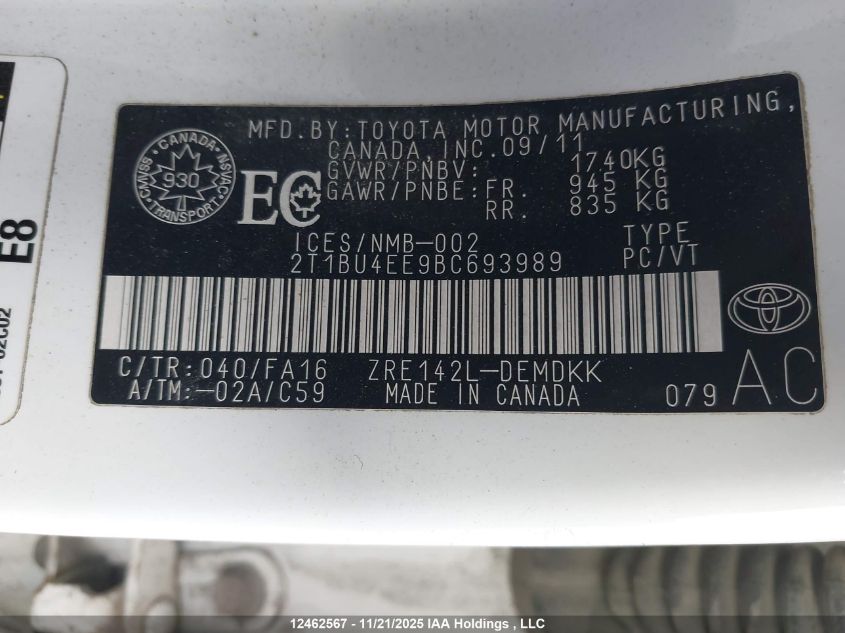 MFD.BY:TOYOTA MOTOR MANUFACTURING,
CANADA,INC.09/11
GVWR/PNBV: 1740KG
GAWR/PNBE:FR. 945 KG
RR. 835 KG
CANADA NSVAC
CMVSS
930
TRANSPORT
EC
ICES/NMB-002
TYPE
2T1BU4EE9BC693989
PC/VT
C/TR:040/FA16 ZRE142L-DEMDKK
A/TM:-02A/C59 MADE IN CANADA
079 AC
E8
12462567 - 11/21/2025 IAA Holdings , LLC